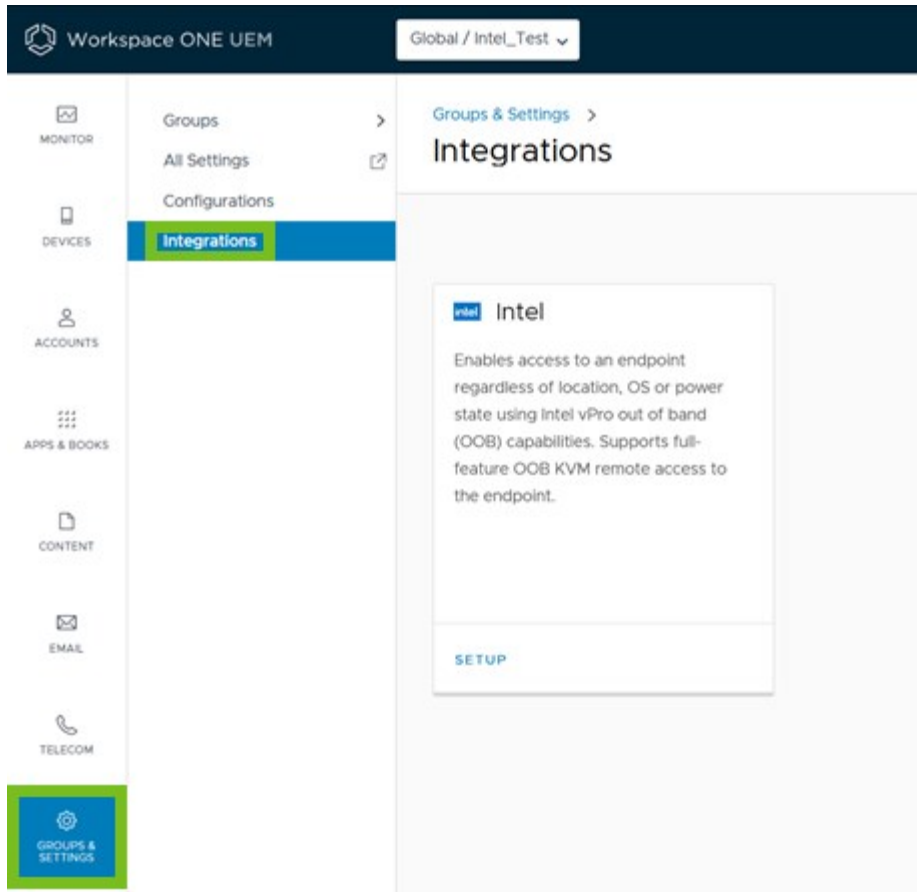 Workspace ONE UEM
Global / Intel_Test
MONITOR
DEVICES
ACCOUNTS
APPS & BOOKS
CONTENT
EMAIL
TELECOM
GROUPS &
SETTINGS
Groups
All Settings
Configurations
Integrations
Groups & Settings >
Integrations
intel Intel
Enables access to an endpoint
regardless of location, OS or power
state using Intel vPro out of band
(OOB) capabilities. Supports full-
feature OOB KVM remote access to
the endpoint.
SETUP